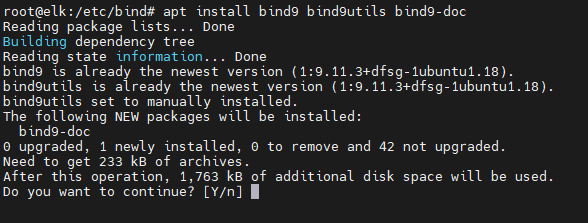 root@elk:/etc/bind# apt install bind9 bind9utils bind9-doc
Reading package lists... Done
Building dependency tree
Reading state information... Done
bind9 is already the newest version (1:9.11.3+dfsg-1ubuntu1.18).
bind9utils is already the newest version (1:9.11.3+dfsg-1ubuntu1.18).
bind9utils set to manually installed.
The following NEW packages will be installed:
  bind9-doc
0 upgraded, 1 newly installed, 0 to remove and 42 not upgraded.
Need to get 233 kB of archives.
After this operation, 1,763 kB of additional disk space will be used.
Do you want to continue? [Y/n]